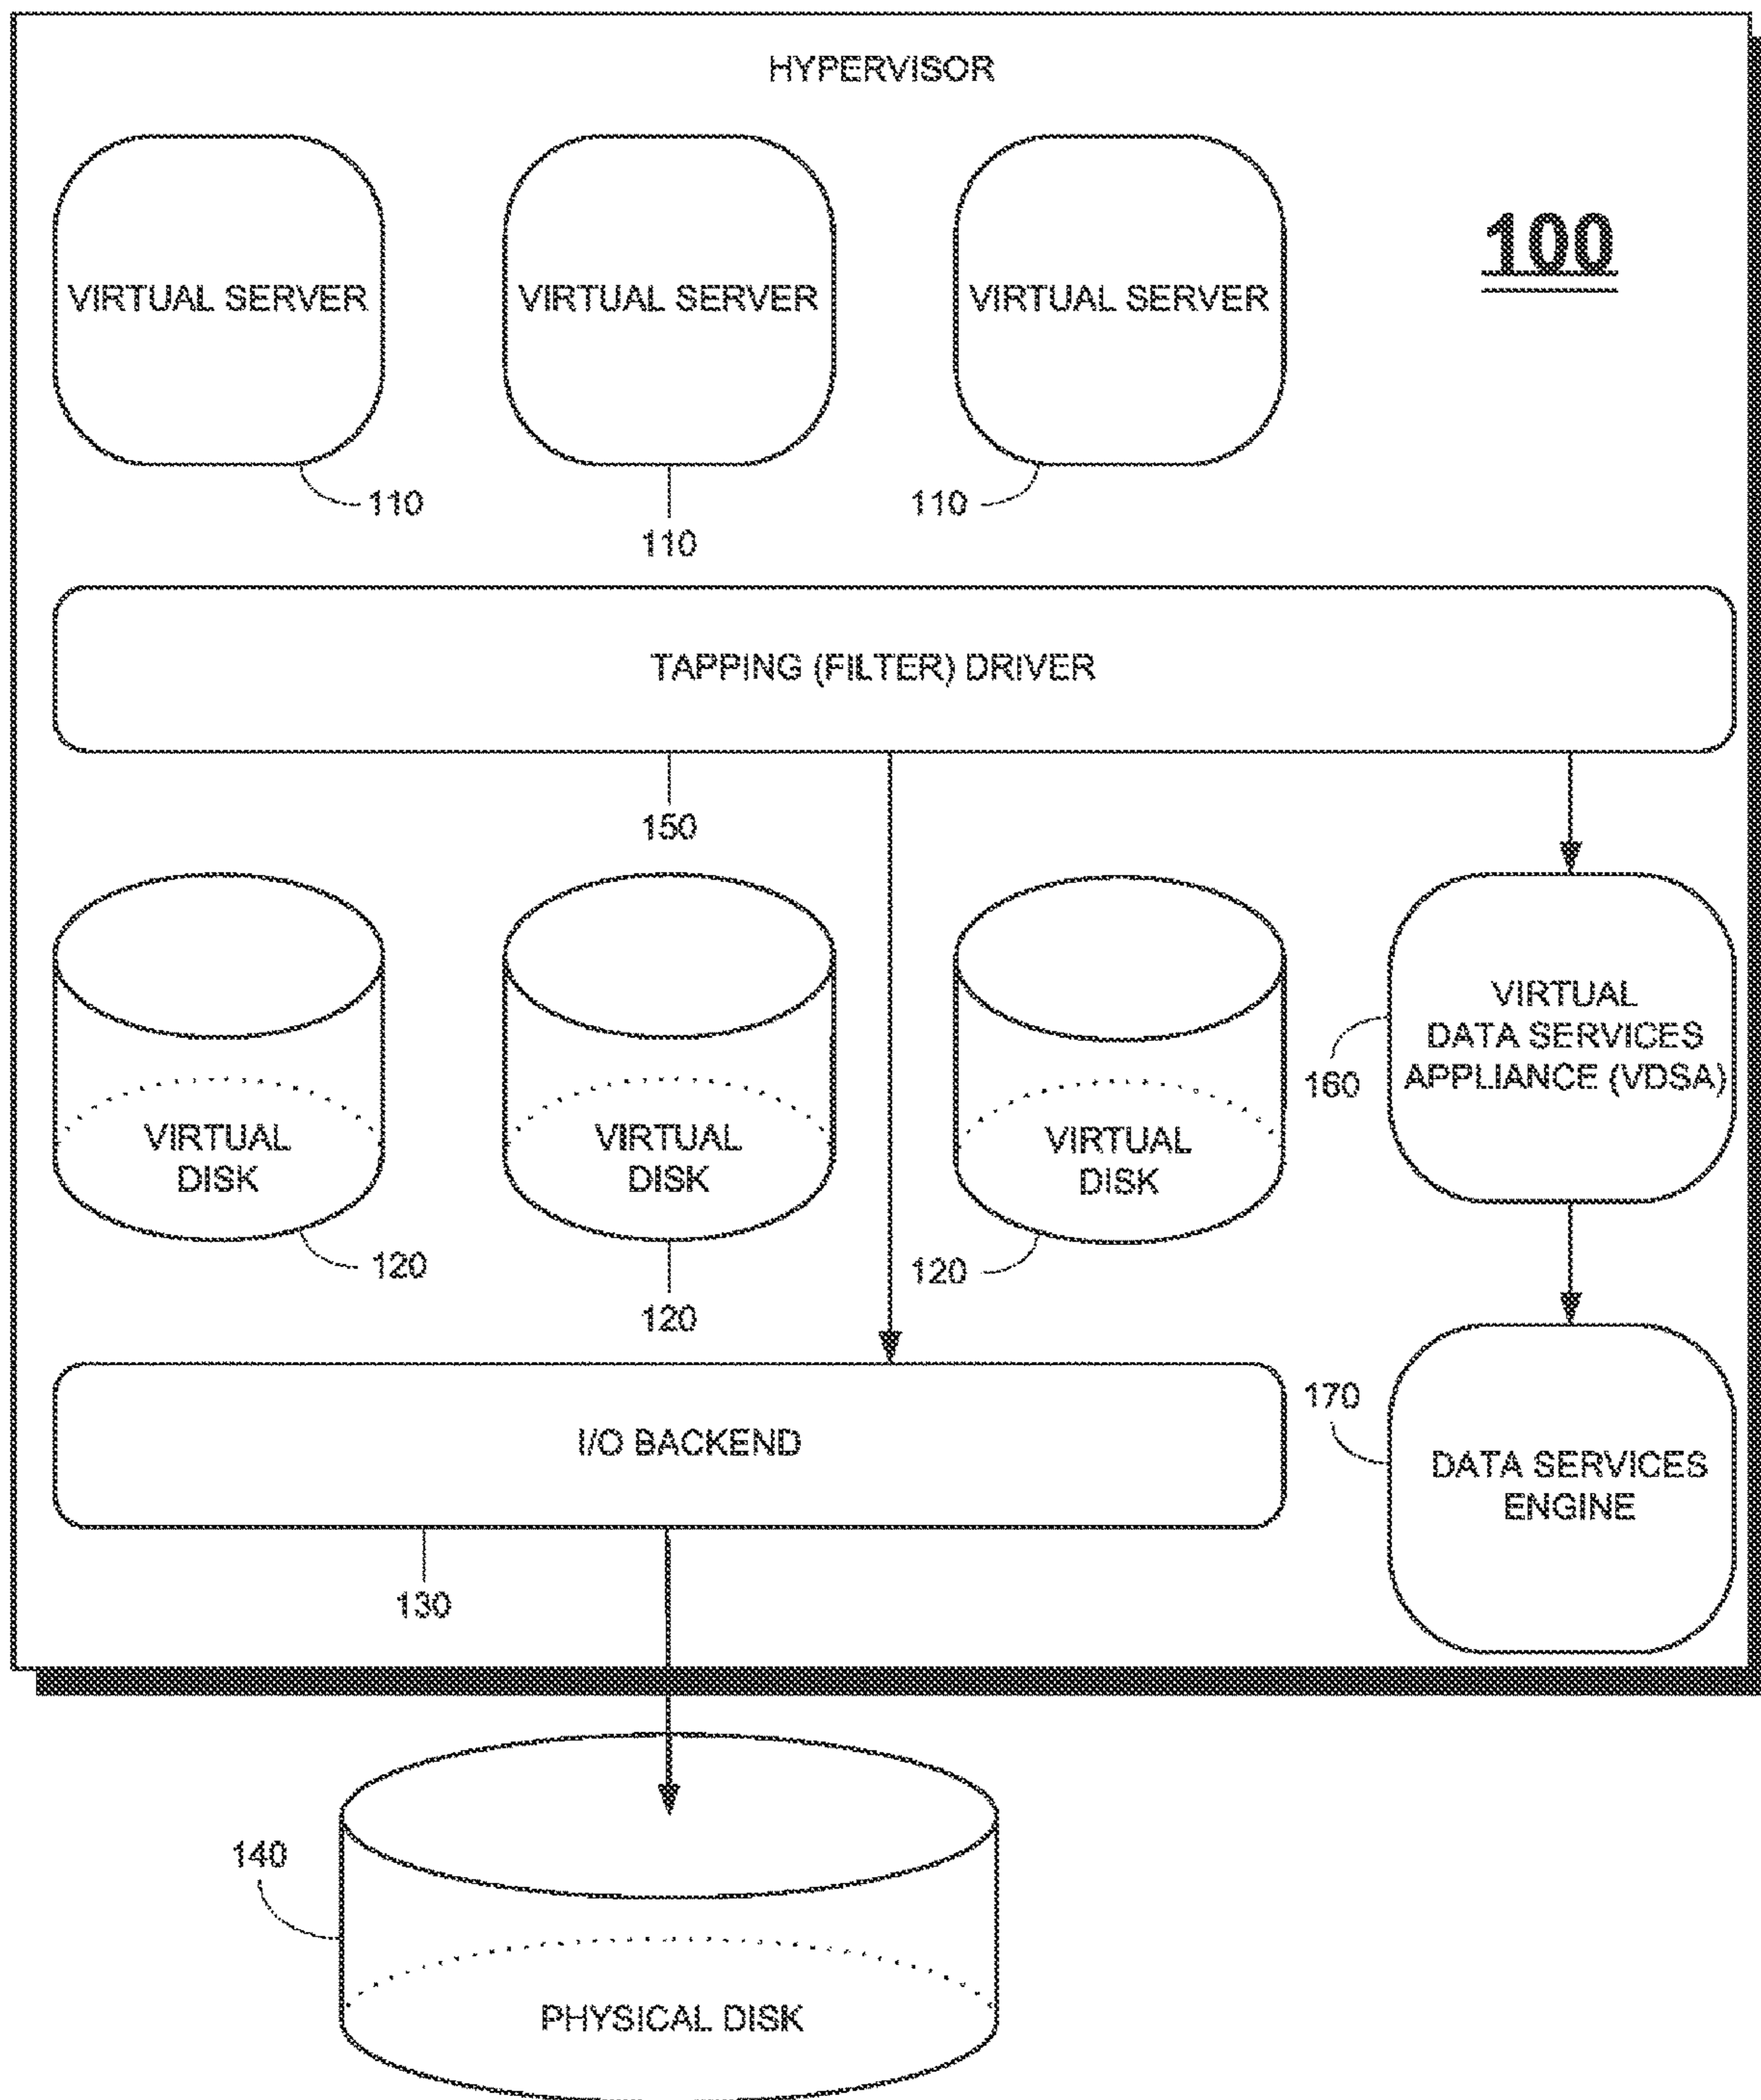 HYPERVISOR
100
VIRTUAL SERVER
VIRTUAL SERVER
VIRTUAL SERVER
110
110
110
TAPPING (FILTER) DRIVER
150
VIRTUAL
DISK
VIRTUAL
DISK
VIRTUAL
DISK
160
VIRTUAL
DATA SERVICES
APPLIANCE (VDSA)
120
120
120
I/O BACKEND
130
170
DATA SERVICES
ENGINE
140
PHYSICAL DISK